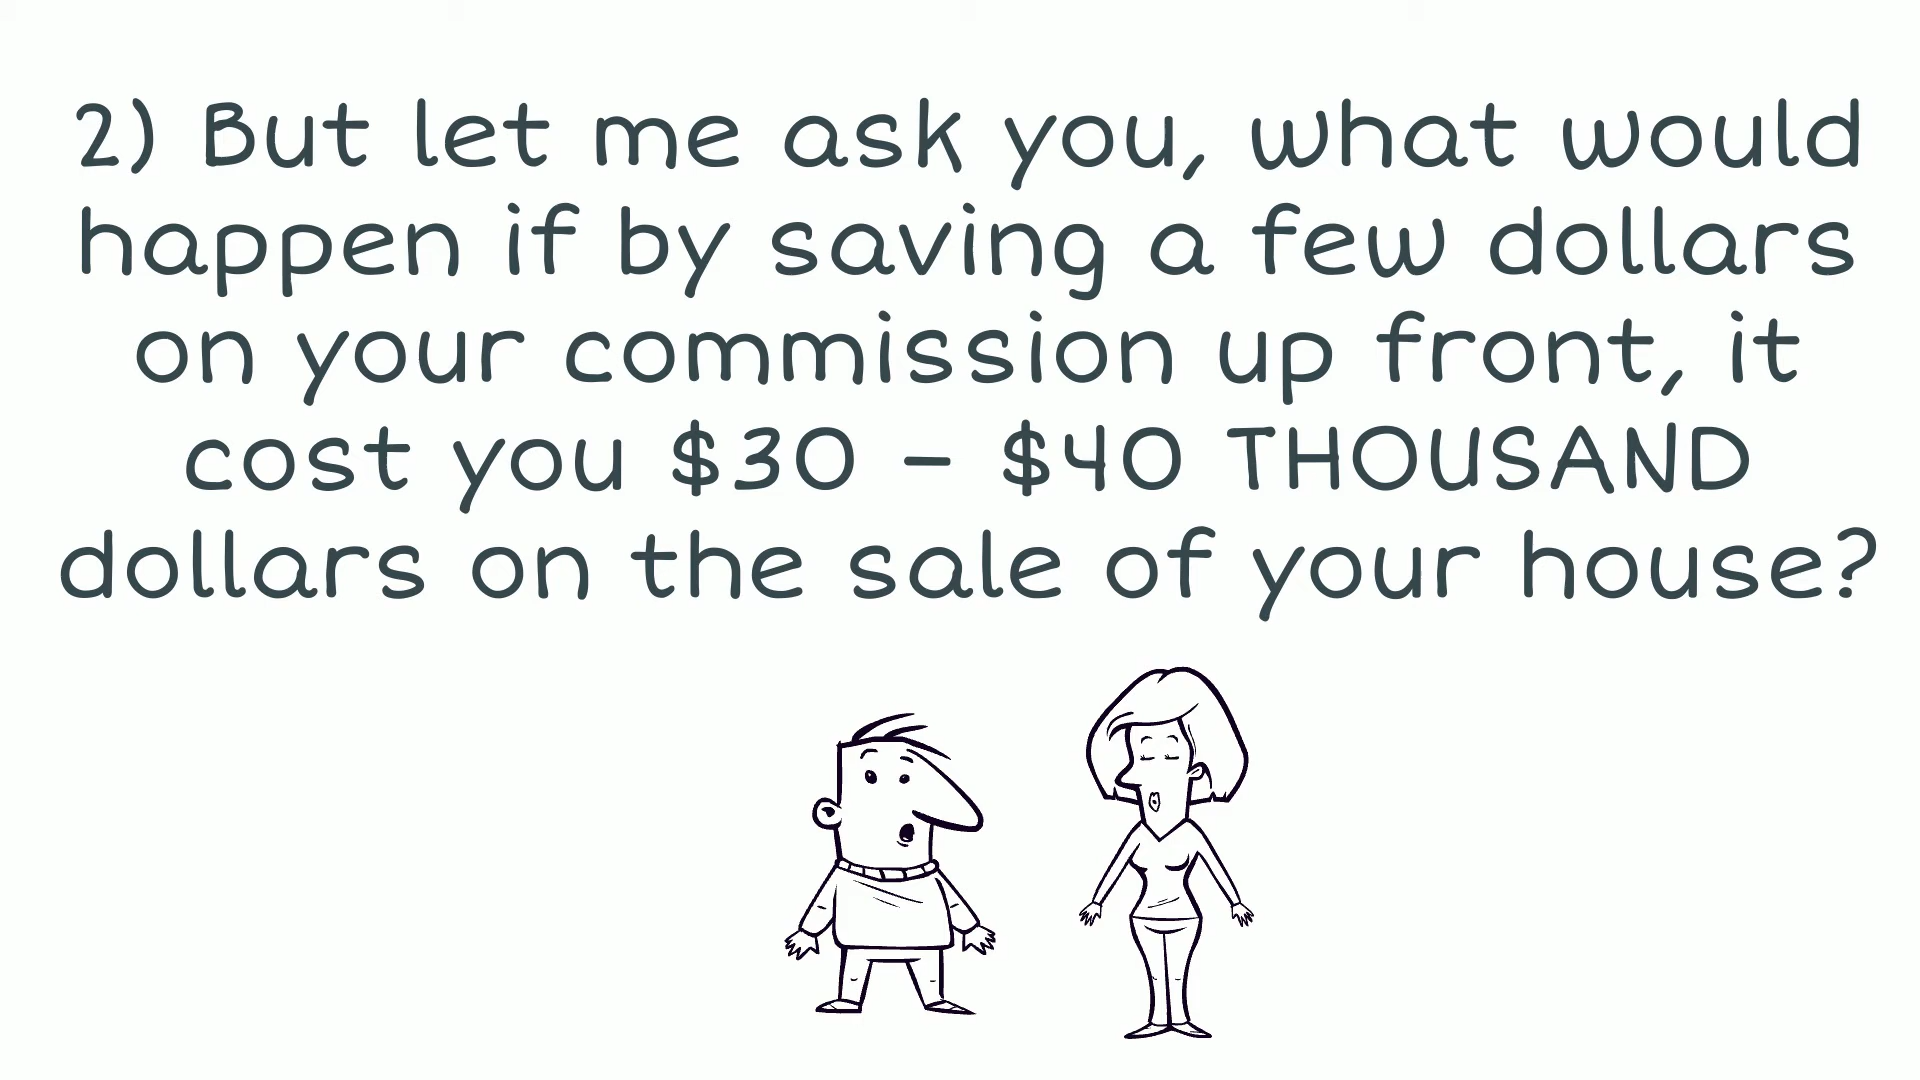 2) But let me ask you, what would
happen if by saving a few dollars
on your commission up front, it
cost you $30 - $40 THOUSAND
dollars on the sale of your house?